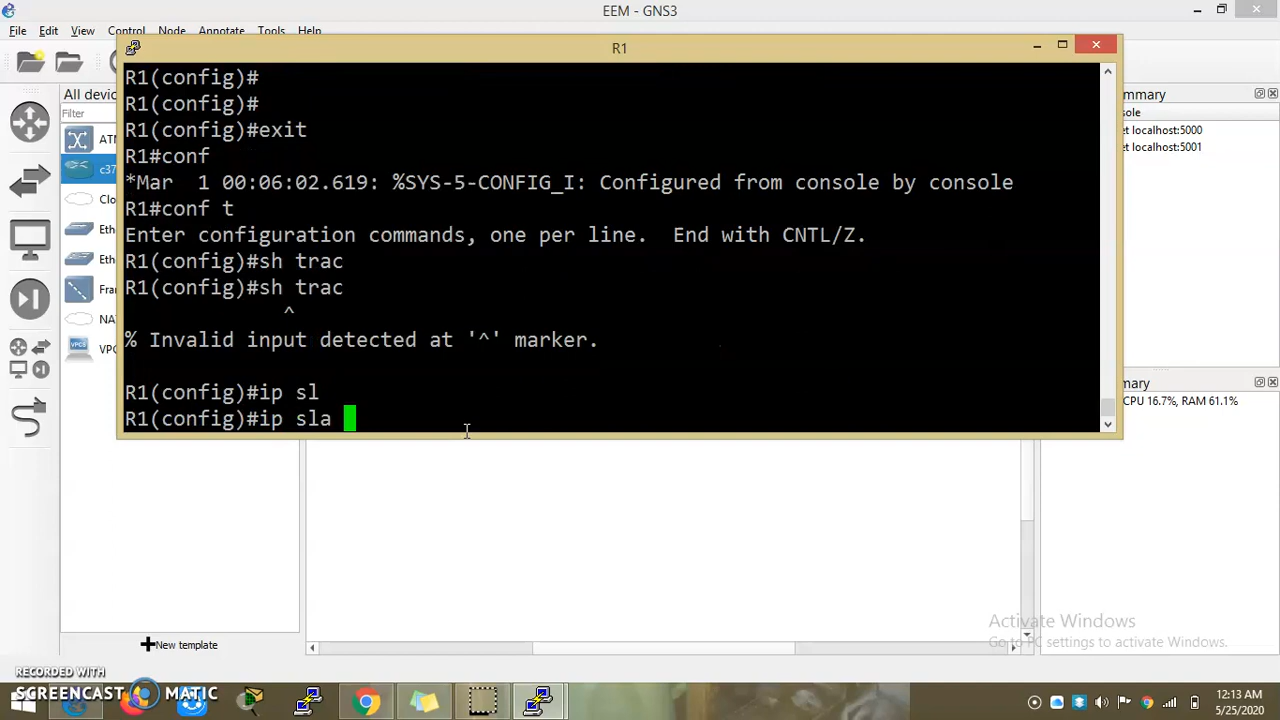 EEM - GNS3
File Edit View Control Node Annotate Tools Help
R1
All devic
Filter
ATM
c37
Clo
Ethe
Ethe
Fran
NAT
VPC
New template
R1(config)#
R1(config)#
R1(config)#exit
R1#conf
*Mar  1 00:06:02.619: %SYS-5-CONFIG_I: Configured from console by console
R1#conf t
Enter configuration commands, one per line.  End with CNTL/Z.
R1(config)#sh trac
R1(config)#sh trac
^
% Invalid input detected at '^' marker.
R1(config)#ip sl
R1(config)#ip sla
mmary
ole
et localhost:5000
et localhost:5001
mmary
CPU 16.7%, RAM 61.1%
Activate Windows
Go to PC settings to activate Windows.
RECORDED WITH
SCREENCAST MATIC
12:13 AM
5/25/2020